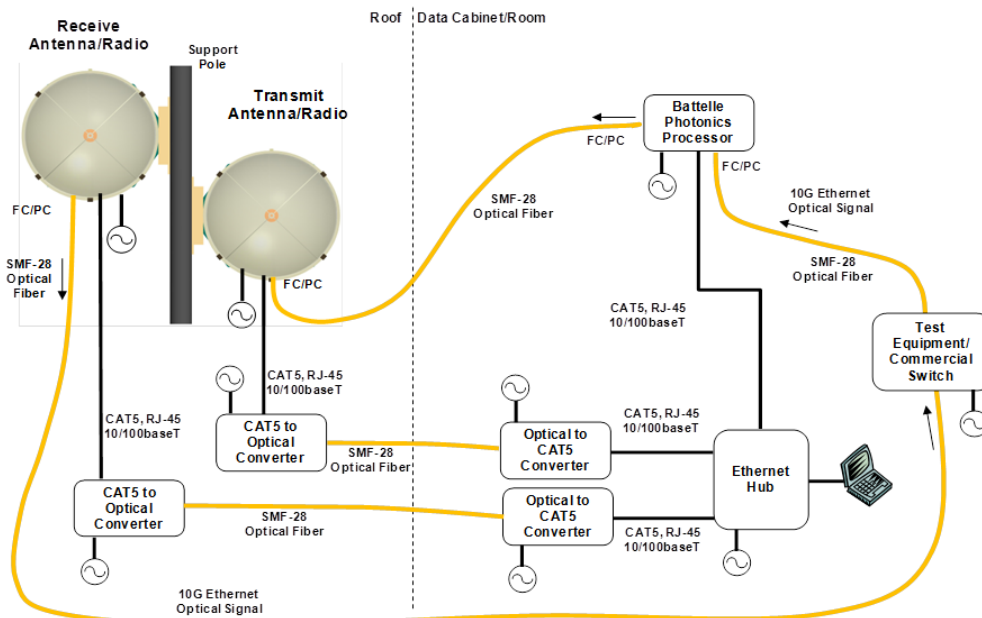 Roof
Data Cabinet/Room
Receive
Antenna/Radio
Support
Pole
Transmit
Antenna/Radio
Battelle
Photonics
Processor
FC/PC
FC/PC
SMF-28
Optical Fiber
10G Ethernet
Optical Signal
SMF-28
Optical Fiber
FC/PC
SMF-28
Optical
Fiber
FC/PC
CAT5, RJ-45
10/100baseT
Test
Equipment/
Commercial
Switch
CAT5, RJ-45
10/100baseT
CAT5, RJ-45
10/100baseT
CAT5 to
Optical
Converter
SMF-28
Optical Fiber
Optical to
CAT5
Converter
CAT5, RJ-45
10/100baseT
Ethernet
Hub
CAT5 to
Optical
Converter
SMF-28
Optical Fiber
Optical to
CAT5
Converter
CAT5, RJ-45
10/100baseT
10G Ethernet
Optical Signal